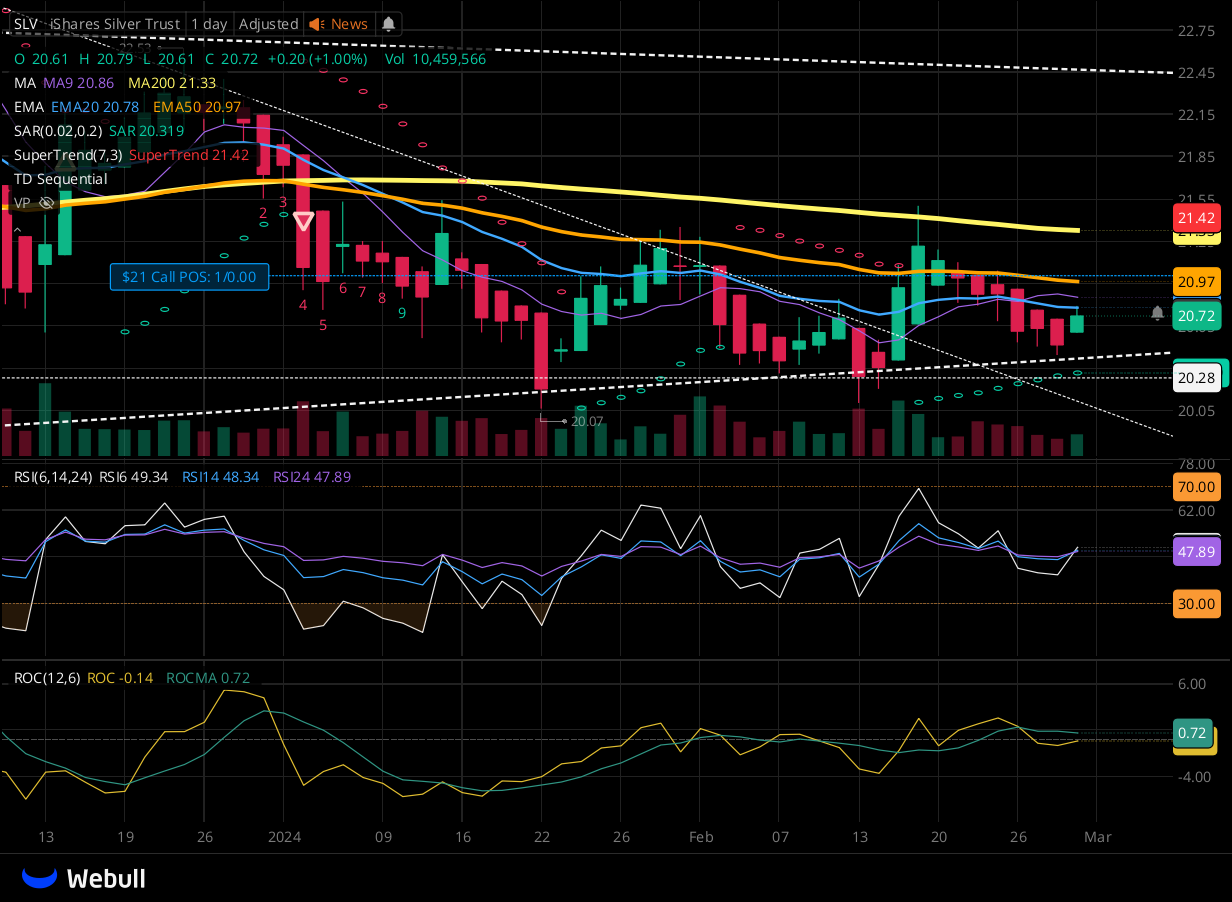 SLV iShares Silver Trust 1 day Adjusted News
O 20.61 H 20.79 L 20.61 C 20.72 +0.20 (+1.00%) Vol 10,459,566
MA MA9 20.86 MA200 21.33
EMA EMA20 20.78 EMA50 20.97
SAR(0.02,0.2) SAR 20.319
SuperTrend(7,3) SuperTrend 21.42
TD Sequential
VP
22.75
22.45
22.15
21.85
21.55
21.42
20.97
20.72
20.28
20.05
2
3
4
5
6
7
8
9
$21 Call POS: 1/0.00
20.07
RSI(6,14,24) RSI6 49.34 RSI14 48.34 RSI24 47.89
78.00
70.00
62.00
47.89
30.00
ROC(12,6) ROC -0.14 ROCMA 0.72
6.00
0.72
-4.00
13 19 26 2024 09 16 22 26 Feb 07 13 20 26 Mar
Webull